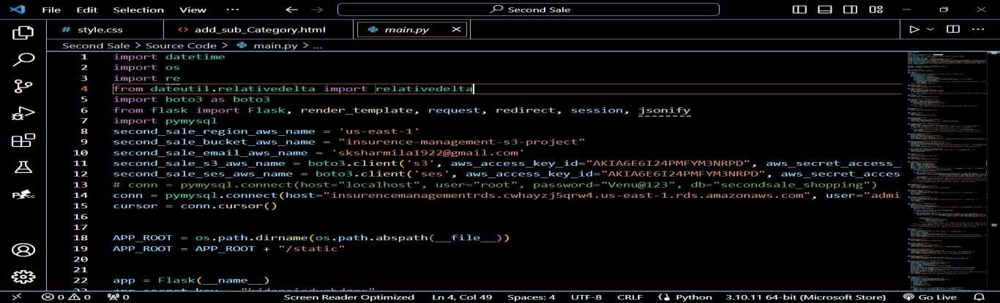 File Edit Selection View ... Second Sale
style.css add_sub_Category.html main.py
Second Sale > Source Code > main.py > ...
1 import datetime
2 import os
3 import re
4 from dateutil.relativedelta import relativedelta
5 import boto3 as boto3
6 from flask import Flask, render_template, request, redirect, session, jsonify
7 import pymysql
8 second_sale_region_aws_name = 'us-east-1'
9 second_sale_bucket_aws_name = "insurence-management-s3-project"
10 second_sale_email_aws_name = 'sksharmila1922@gmail.com'
11 second_sale_s3_aws_name = boto3.client('s3', aws_access_key_id="AKIA6E6I24PMFYM3NRPD", aws_secret_access_
12 second_sale_ses_aws_name = boto3.client('ses', aws_access_key_id="AKIA6E6I24PMFYM3NRPD", aws_secret_acces
13 # conn = pymysql.connect(host="localhost", user="root", password="Venu@123", db="secondsale_shopping")
14 conn = pymysql.connect(host="insurencemanagementrds.cwhayzj5qrw4.us-east-1.rds.amazonaws.com", user="admi
15 cursor = conn.cursor()
16
17
18 APP_ROOT = os.path.dirname(os.path.abspath(__file__))
19 APP_ROOT = APP_ROOT + "/static"
20
21
22 app = Flask(__name__)
0 0 0 Screen Reader Optimized Ln 4, Col 49 Spaces: 4 UTF-8 CRLF Python 3.10.11 64-bit (Microsoft Store) Go Live